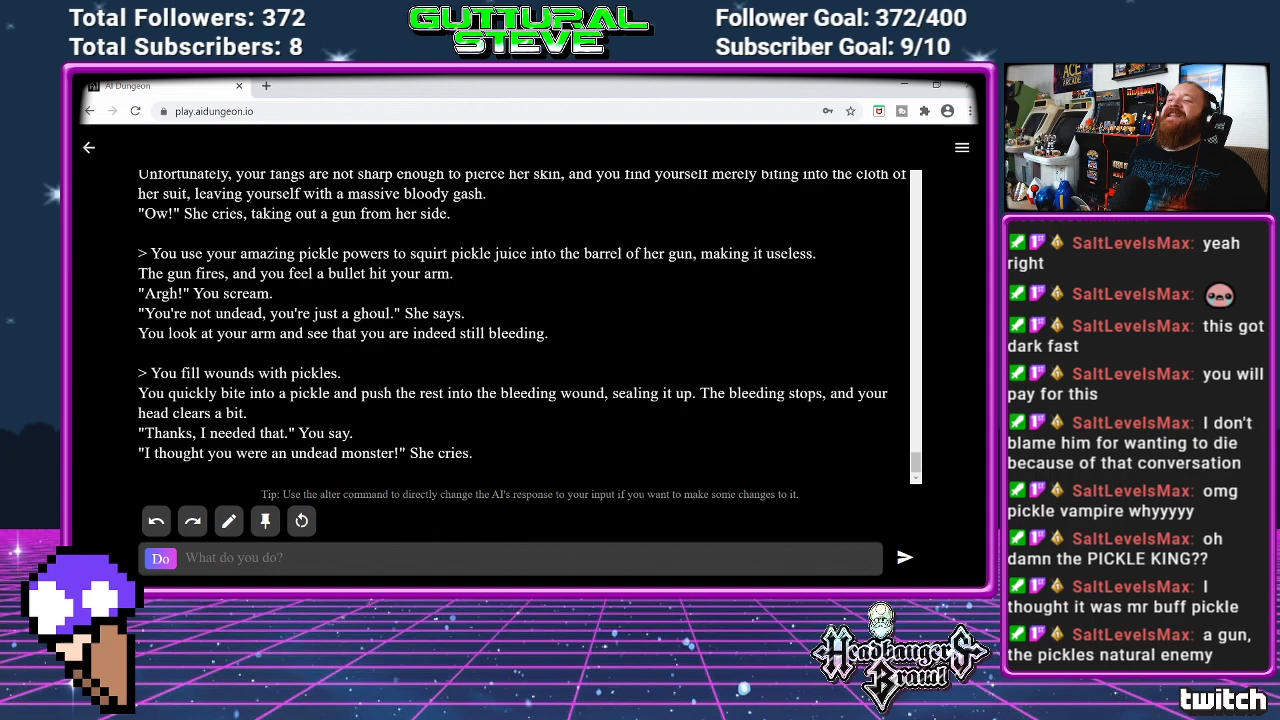 Total Followers: 372
Total Subscribers: 8
GUTTURAL
STEVE
Follower Goal: 372/400
Subscriber Goal: 9/10
AI Dungeon
play.aidungeon.io
Unfortunately, your fangs are not sharp enough to pierce her skin, and you find yourself merely biting into the cloth of
her suit, leaving yourself with a massive bloody gash.
"Ow!" She cries, taking out a gun from her side.
> You use your amazing pickle powers to squirt pickle juice into the barrel of her gun, making it useless.
The gun fires, and you feel a bullet hit your arm.
"Argh!" You scream.
"You're not undead, you're just a ghoul." She says.
You look at your arm and see that you are indeed still bleeding.
> You fill wounds with pickles.
You quickly bite into a pickle and push the rest into the bleeding wound, sealing it up. The bleeding stops, and your
head clears a bit.
"Thanks, I needed that." You say.
"I thought you were an undead monster!" She cries.
Tip: Use the alter command to directly change the AI's response to your input if you want to make some changes to it.
Do What do you do?
ACE
ARCADE
SaltLevelsMax: yeah
right
SaltLevelsMax:
SaltLevelsMax: this got
dark fast
SaltLevelsMax: you will
pay for this
SaltLevelsMax: I don't
blame him for wanting to die
because of that conversation
SaltLevelsMax: omg
pickle vampire whyyyyy
SaltLevelsMax: oh
damn the PICKLE KING??
SaltLevelsMax: I
thought it was mr buff pickle
SaltLevelsMax: a gun,
the pickles natural enemy
Headbangers
Brawl
twitch